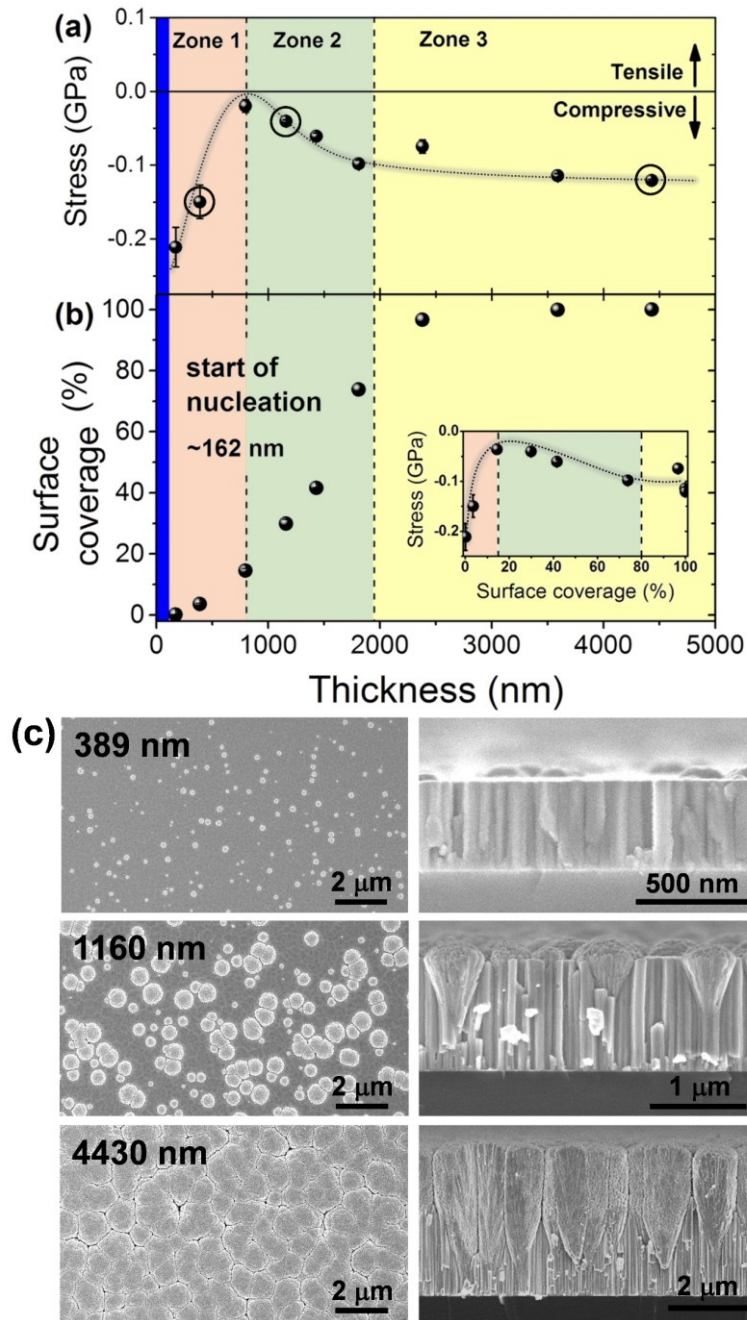 (a)
Zone 1
Zone 2
Zone 3
Tensile
Compressive
Stress (GPa)
0.1
0.0
-0.1
-0.2
(b)
start of
nucleation
~162 nm
Surface
coverage (%)
100
80
60
40
20
0
Stress (GPa)
0.0
-0.1
-0.2
0 20 40 60 80 100
Surface coverage (%)
0 1000 2000 3000 4000 5000
Thickness (nm)
(c)
389 nm
2 μm
500 nm
1160 nm
2 μm
1 μm
4430 nm
2 μm
2 μm